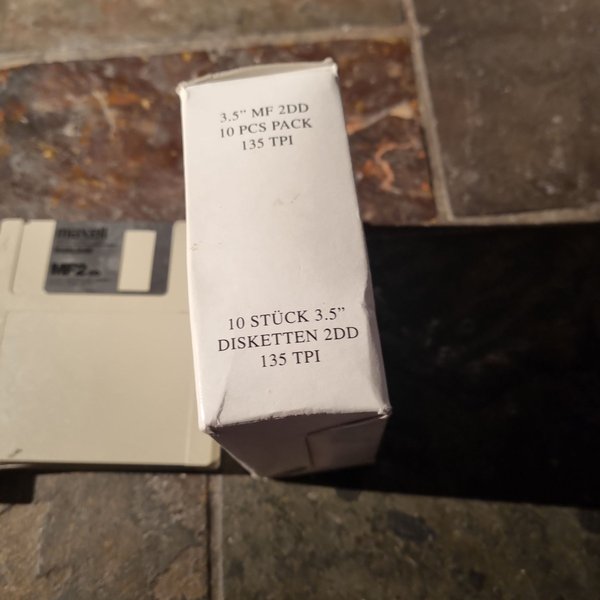 3.5” MF 2DD
10 PCS PACK
135 TPI
maxell
MF2
10 STÜCK 3.5”
DISKETTEN 2DD
135 TPI